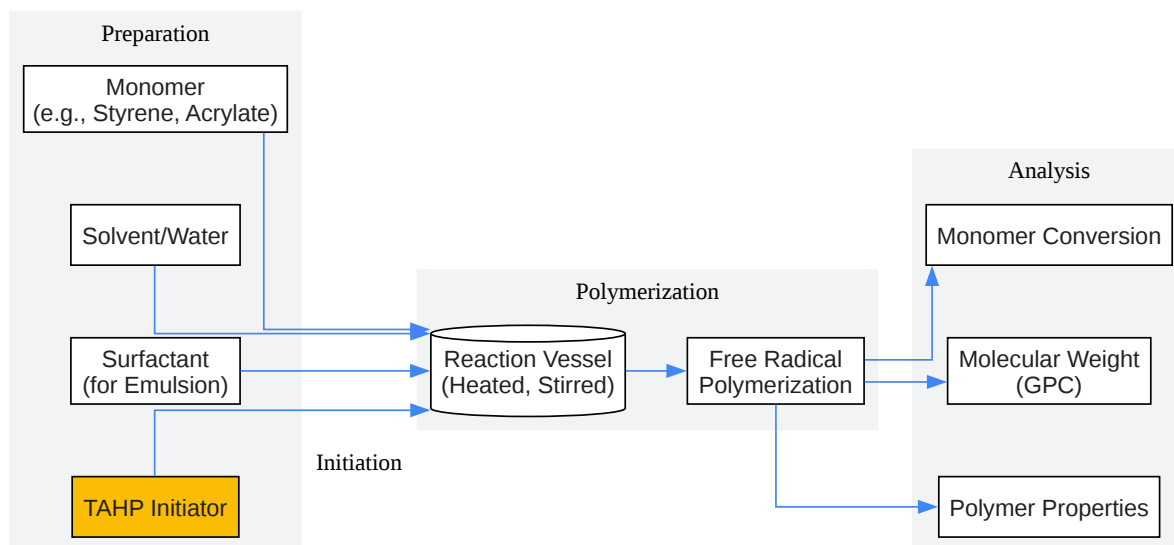 Preparation
Monomer
(e.g., Styrene, Acrylate)
Solvent/Water
Surfactant
(for Emulsion)
TAHP Initiator
Initiation
Polymerization
Reaction Vessel
(Heated, Stirred)
Free Radical
Polymerization
Analysis
Monomer Conversion
Molecular Weight
(GPC)
Polymer Properties